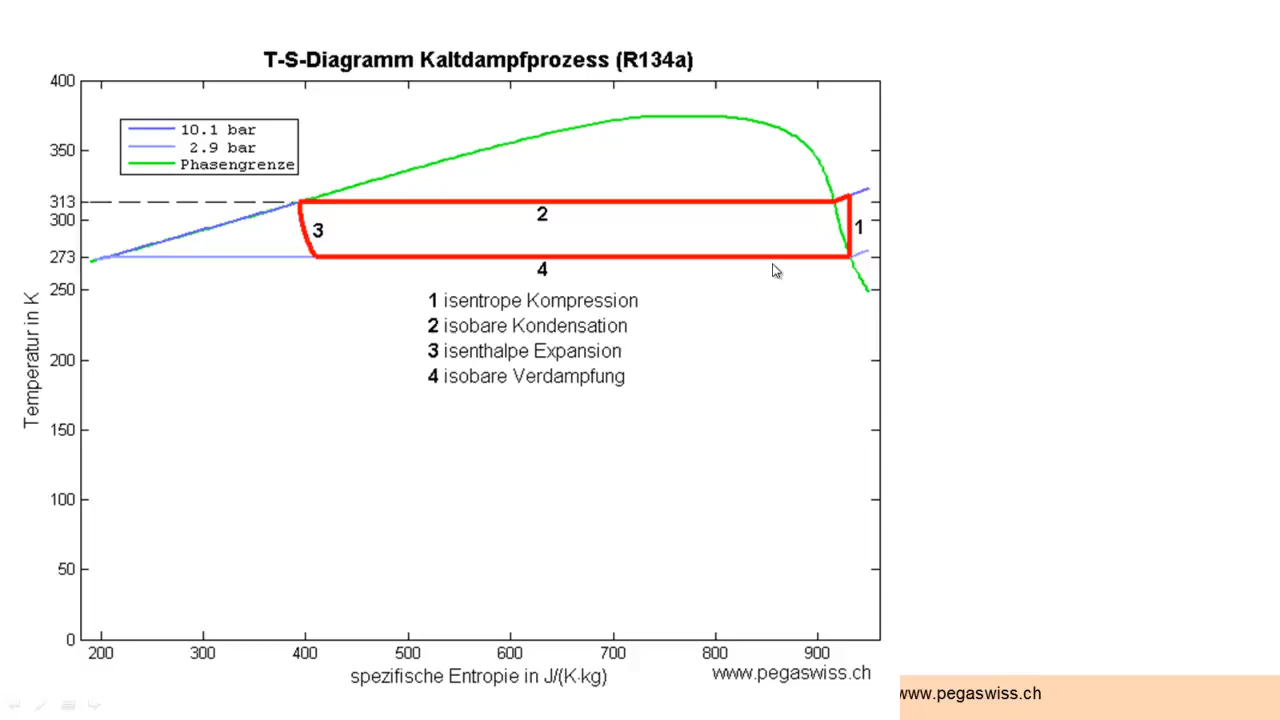 T-S-Diagramm Kaltdampfprozess (R134a)
400
10.1 bar
350
2.9 bar
Phasengrenze
313
300
2
3
1
273
4
250
1 isentrope Kompression
2 isobare Kondensation
3 isenthalpe Expansion
4 isobare Verdampfung
200
150
100
50
0
Temperatur in K
200 300 400 500 600 700 800 900
spezifische Entropie in J/(K·kg)
www.pegaswiss.ch
www.pegaswiss.ch